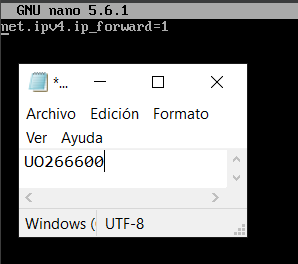 GNU nano 5.6.1
net.ipv4.ip_forward=1
*...
Archivo Edición Formato
Ver Ayuda
UO266600
Windows (
UTF-8